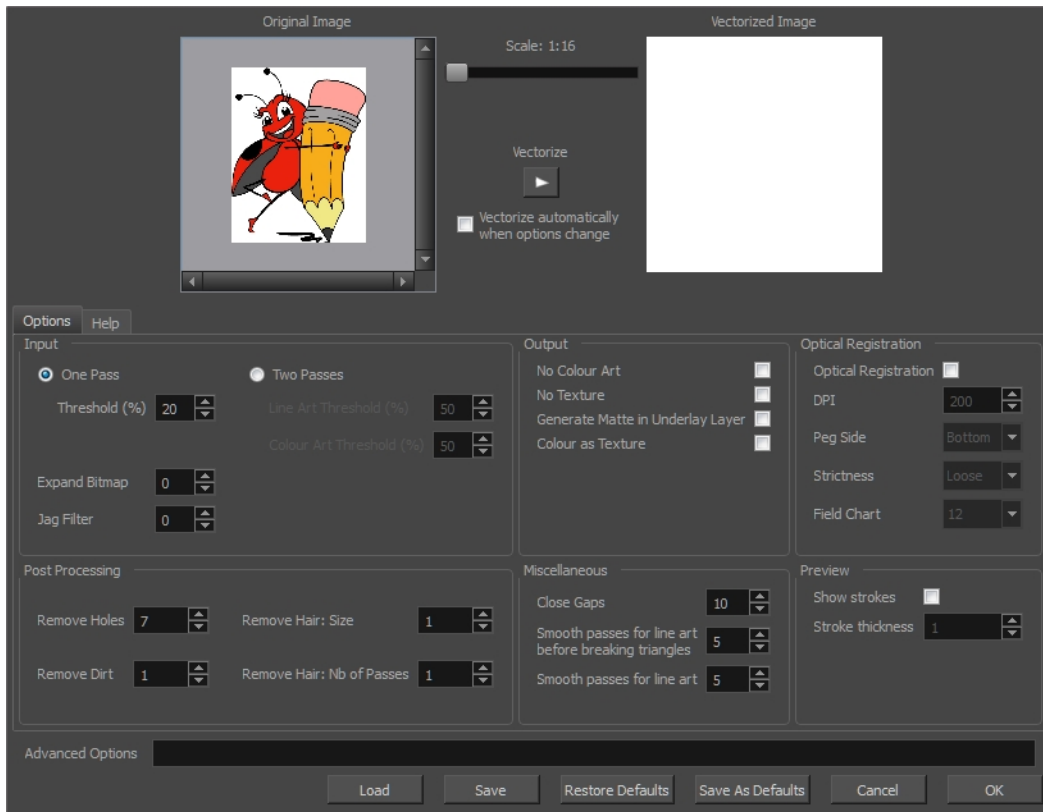 Original Image
Vectorized Image
Scale: 1:16
Vectorize
Vectorize automatically
when options change
Options
Help
Input
One Pass
Two Passes
Threshold (%) 20
Line Art Threshold (%) 50
Colour Art Threshold (%) 50
Expand Bitmap 0
Jag Filter 0
Output
No Colour Art
No Texture
Generate Matte in Underlay Layer
Colour as Texture
Optical Registration
Optical Registration
DPI 200
Peg Side Bottom
Strictness Loose
Field Chart 12
Post Processing
Remove Holes 7
Remove Hair: Size 1
Remove Dirt 1
Remove Hair: Nb of Passes 1
Miscellaneous
Close Gaps 10
Smooth passes for line art
before breaking triangles 5
Smooth passes for line art 5
Preview
Show strokes
Stroke thickness 1
Advanced Options
Load
Save
Restore Defaults
Save As Defaults
Cancel
OK